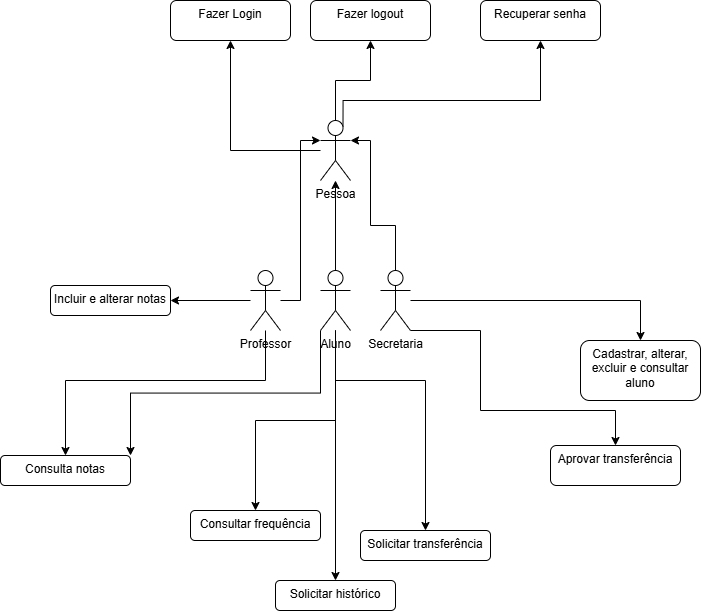 Fazer Login
Fazer logout
Recuperar senha
Pessoa
Incluir e alterar notas
Professor
Aluno
Secretaria
Cadastrar, alterar,
excluir e consultar
aluno
Consulta notas
Aprovar transferência
Consultar frequência
Solicitar transferência
Solicitar histórico